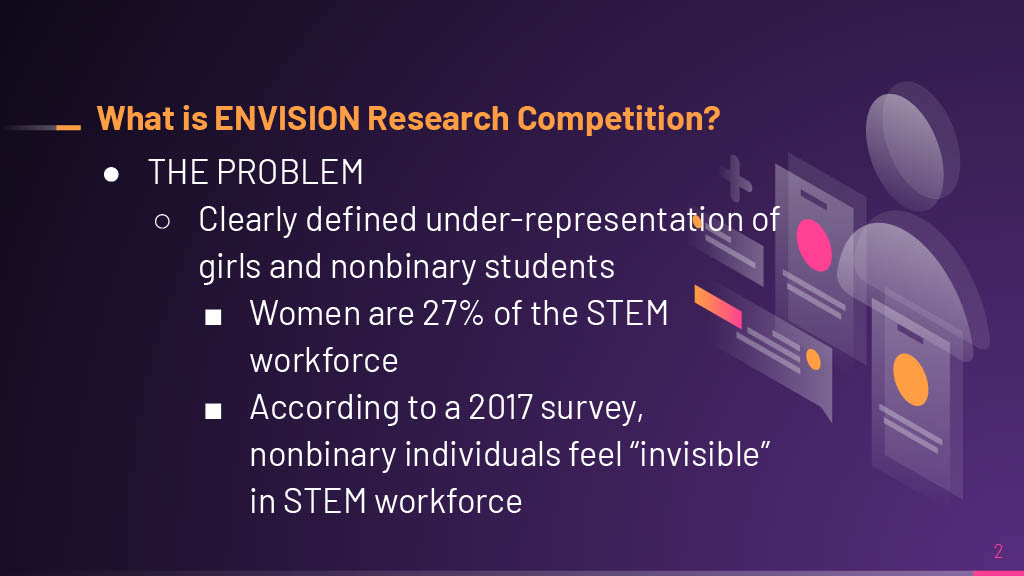 What is ENVISION Research Competition?
● THE PROBLEM
○ Clearly defined under-representation of
girls and nonbinary students
■ Women are 27% of the STEM
workforce
■ According to a 2017 survey,
nonbinary individuals feel “invisible”
in STEM workforce
2